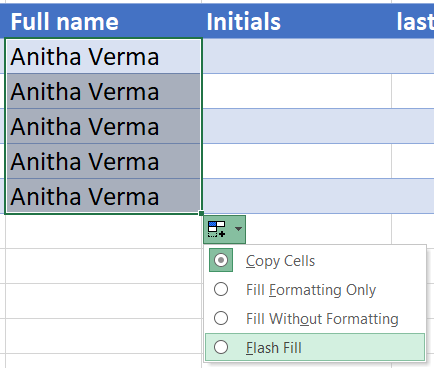 Full name Initials last
Anitha Verma
Anitha Verma
Anitha Verma
Anitha Verma
Anitha Verma
Copy Cells
Fill Formatting Only
Fill Without Formatting
Flash Fill